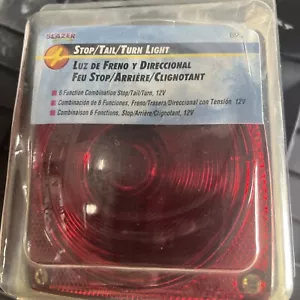 BLAZER
STOP/TAIL/TURN LIGHT
LUZ DE FRENO Y DIRECCIONAL
FEU STOP/ARRIÈRE/CLIGNOTANT
• 6 Function Combination Stop/Tail/Turn, 12V
• Combinación de 6 Funciones, Freno/Trasera/Direccional con Tensión, 12V
• Combinaison 6 Fonctions, Stop/Arrière/Clignotant, 12V